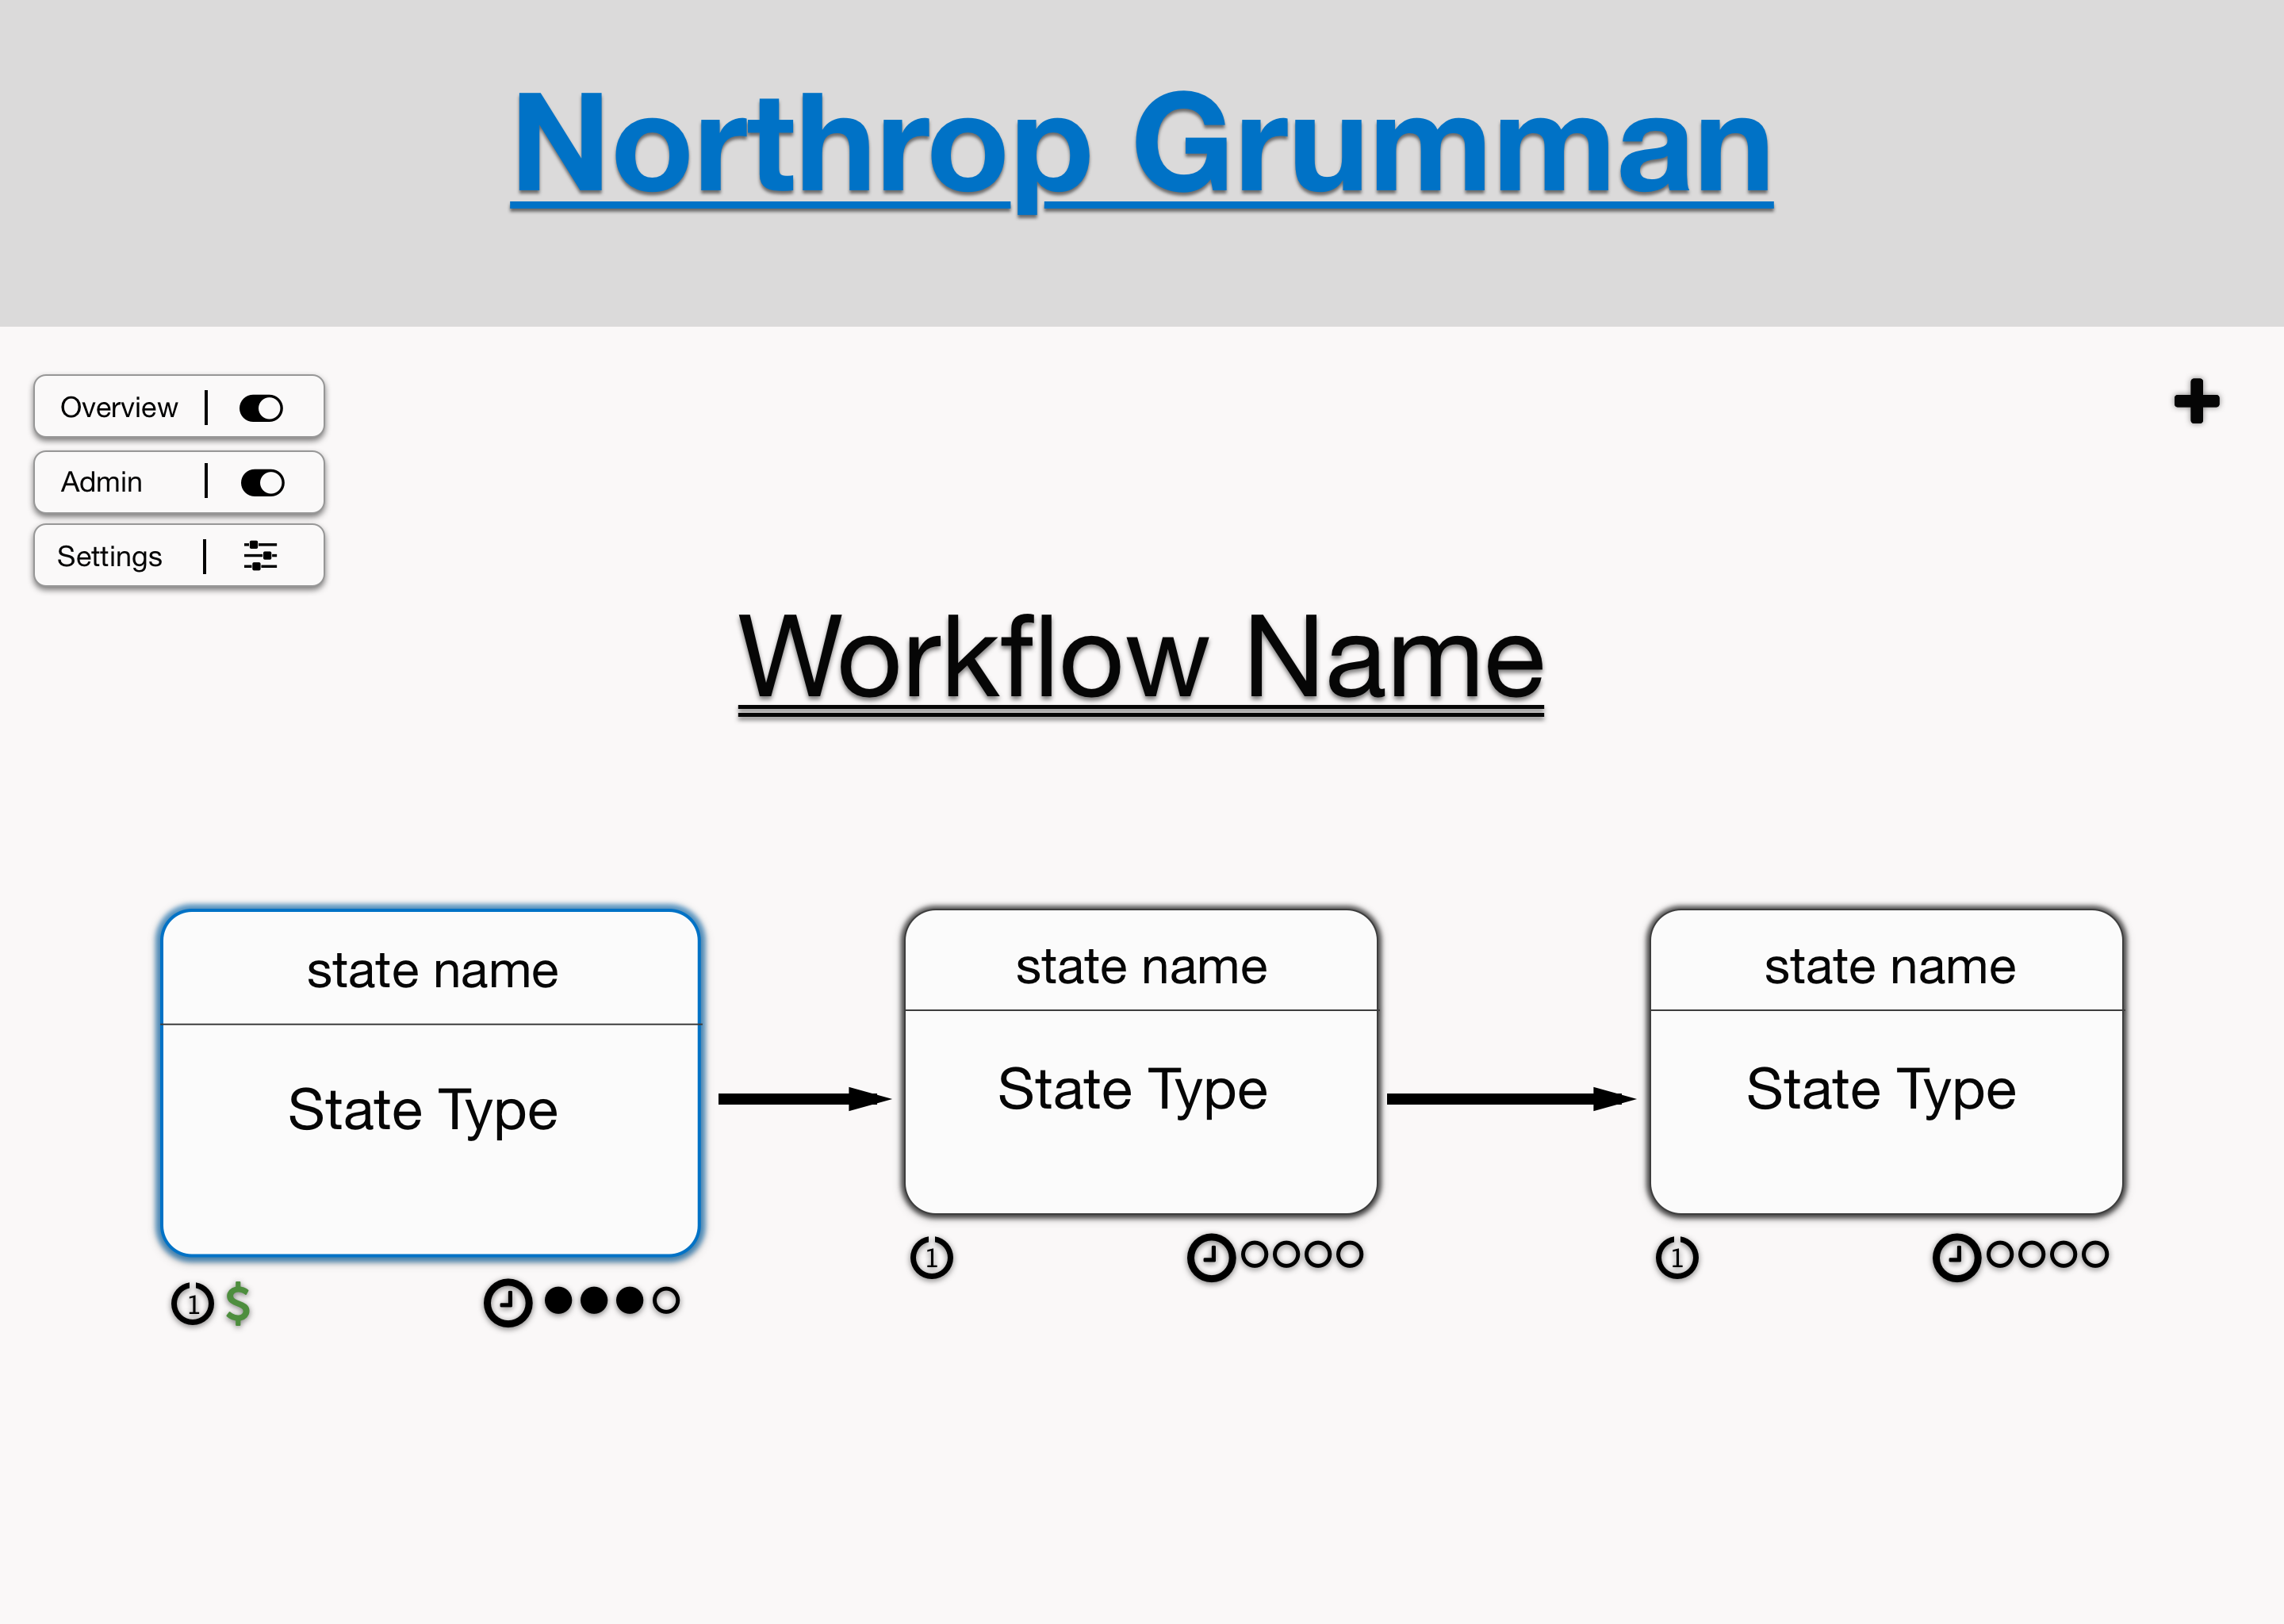 Northrop Grumman
Overview
Admin
Settings
Workflow Name
state name
State Type
1 $
state name
State Type
1
state name
State Type
1